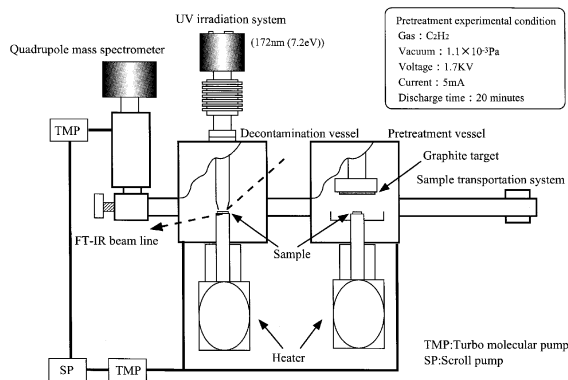 UV irradiation system
(172nm (7.2eV))
Quadrupole mass spectrometer
Pretreatment experimental condition
Gas : C2H2
Vacuum : 1.1×10-3Pa
Voltage : 1.7KV
Current : 5mA
Discharge time : 20 minutes
TMP
Decontamination vessel
Pretreatment vessel
Graphite target
Sample transportation system
FT-IR beam line
Sample
Heater
TMP:Turbo molecular pump
SP:Scroll pump
SP
TMP